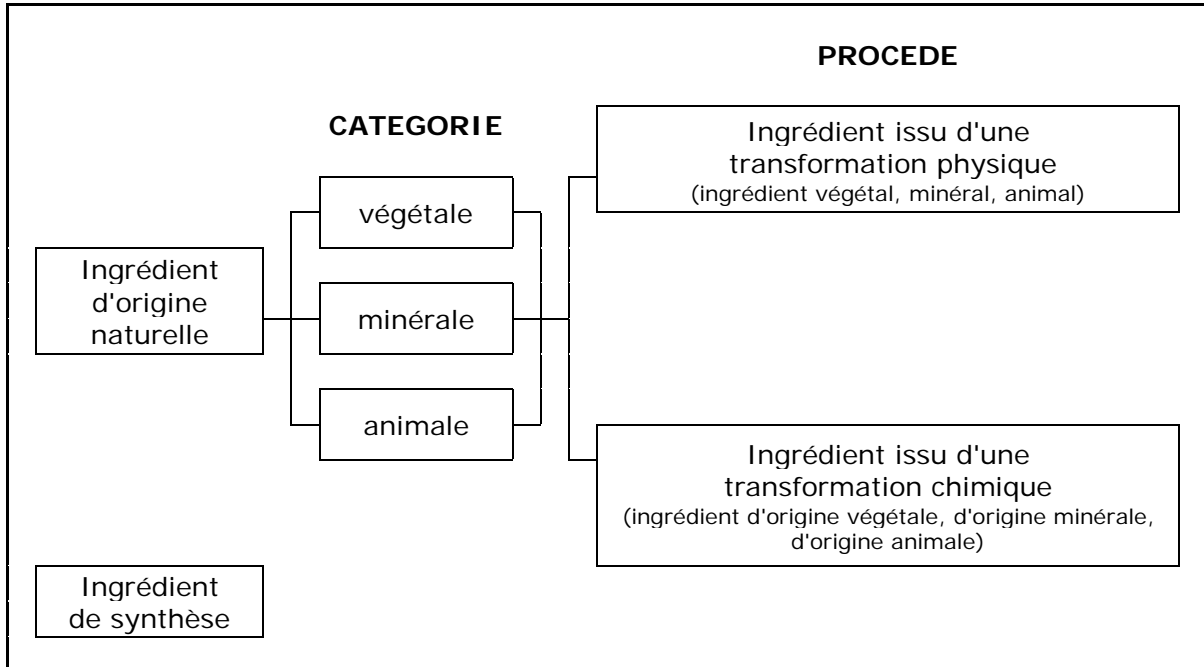 PROCEDE
CATEGORIE
Ingrédient issu d'une
transformation physique
(ingrédient végétal, minéral, animal)
végétale
Ingrédient
d'origine
naturelle
minérale
animale
Ingrédient issu d'une
transformation chimique
(ingrédient d'origine végétale, d'origine minérale,
d'origine animale)
Ingrédient
de synthèse